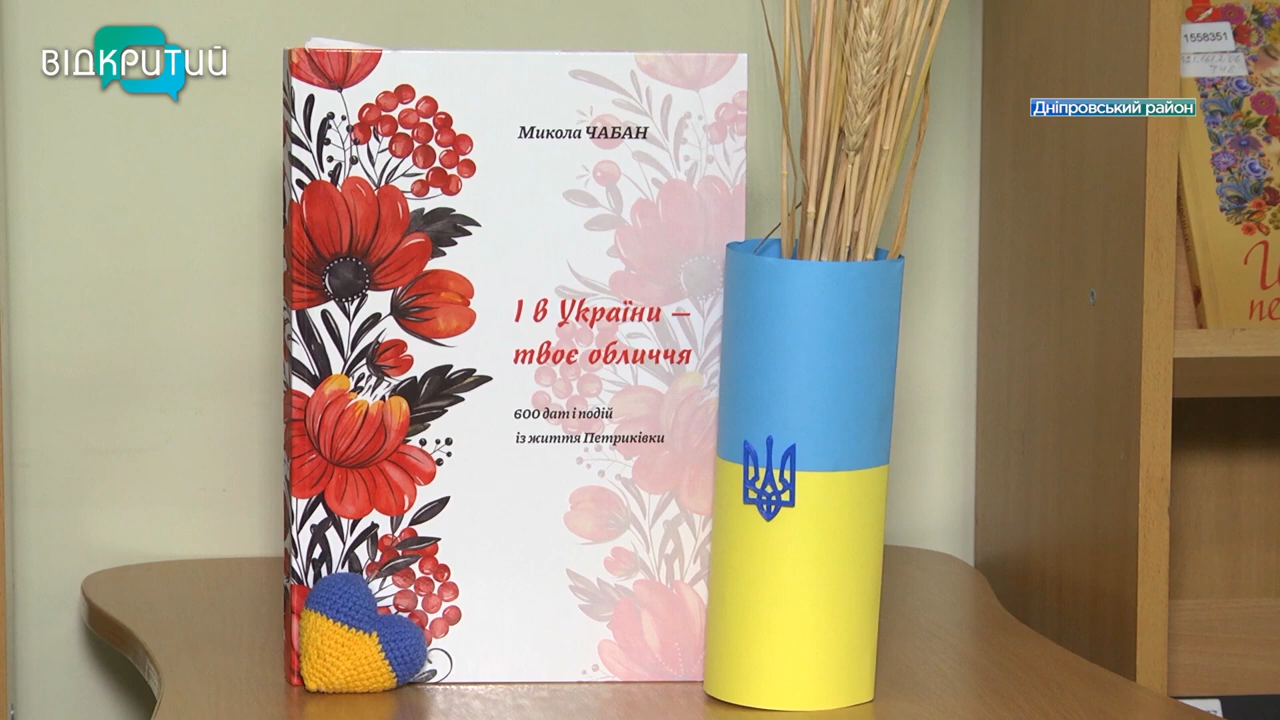 ВІДКРИТИЙ
Дніпровський район
Микола ЧАБАН
І в України –
твоє обличчя
600 дат і подій
із життя Петриківки
1558351